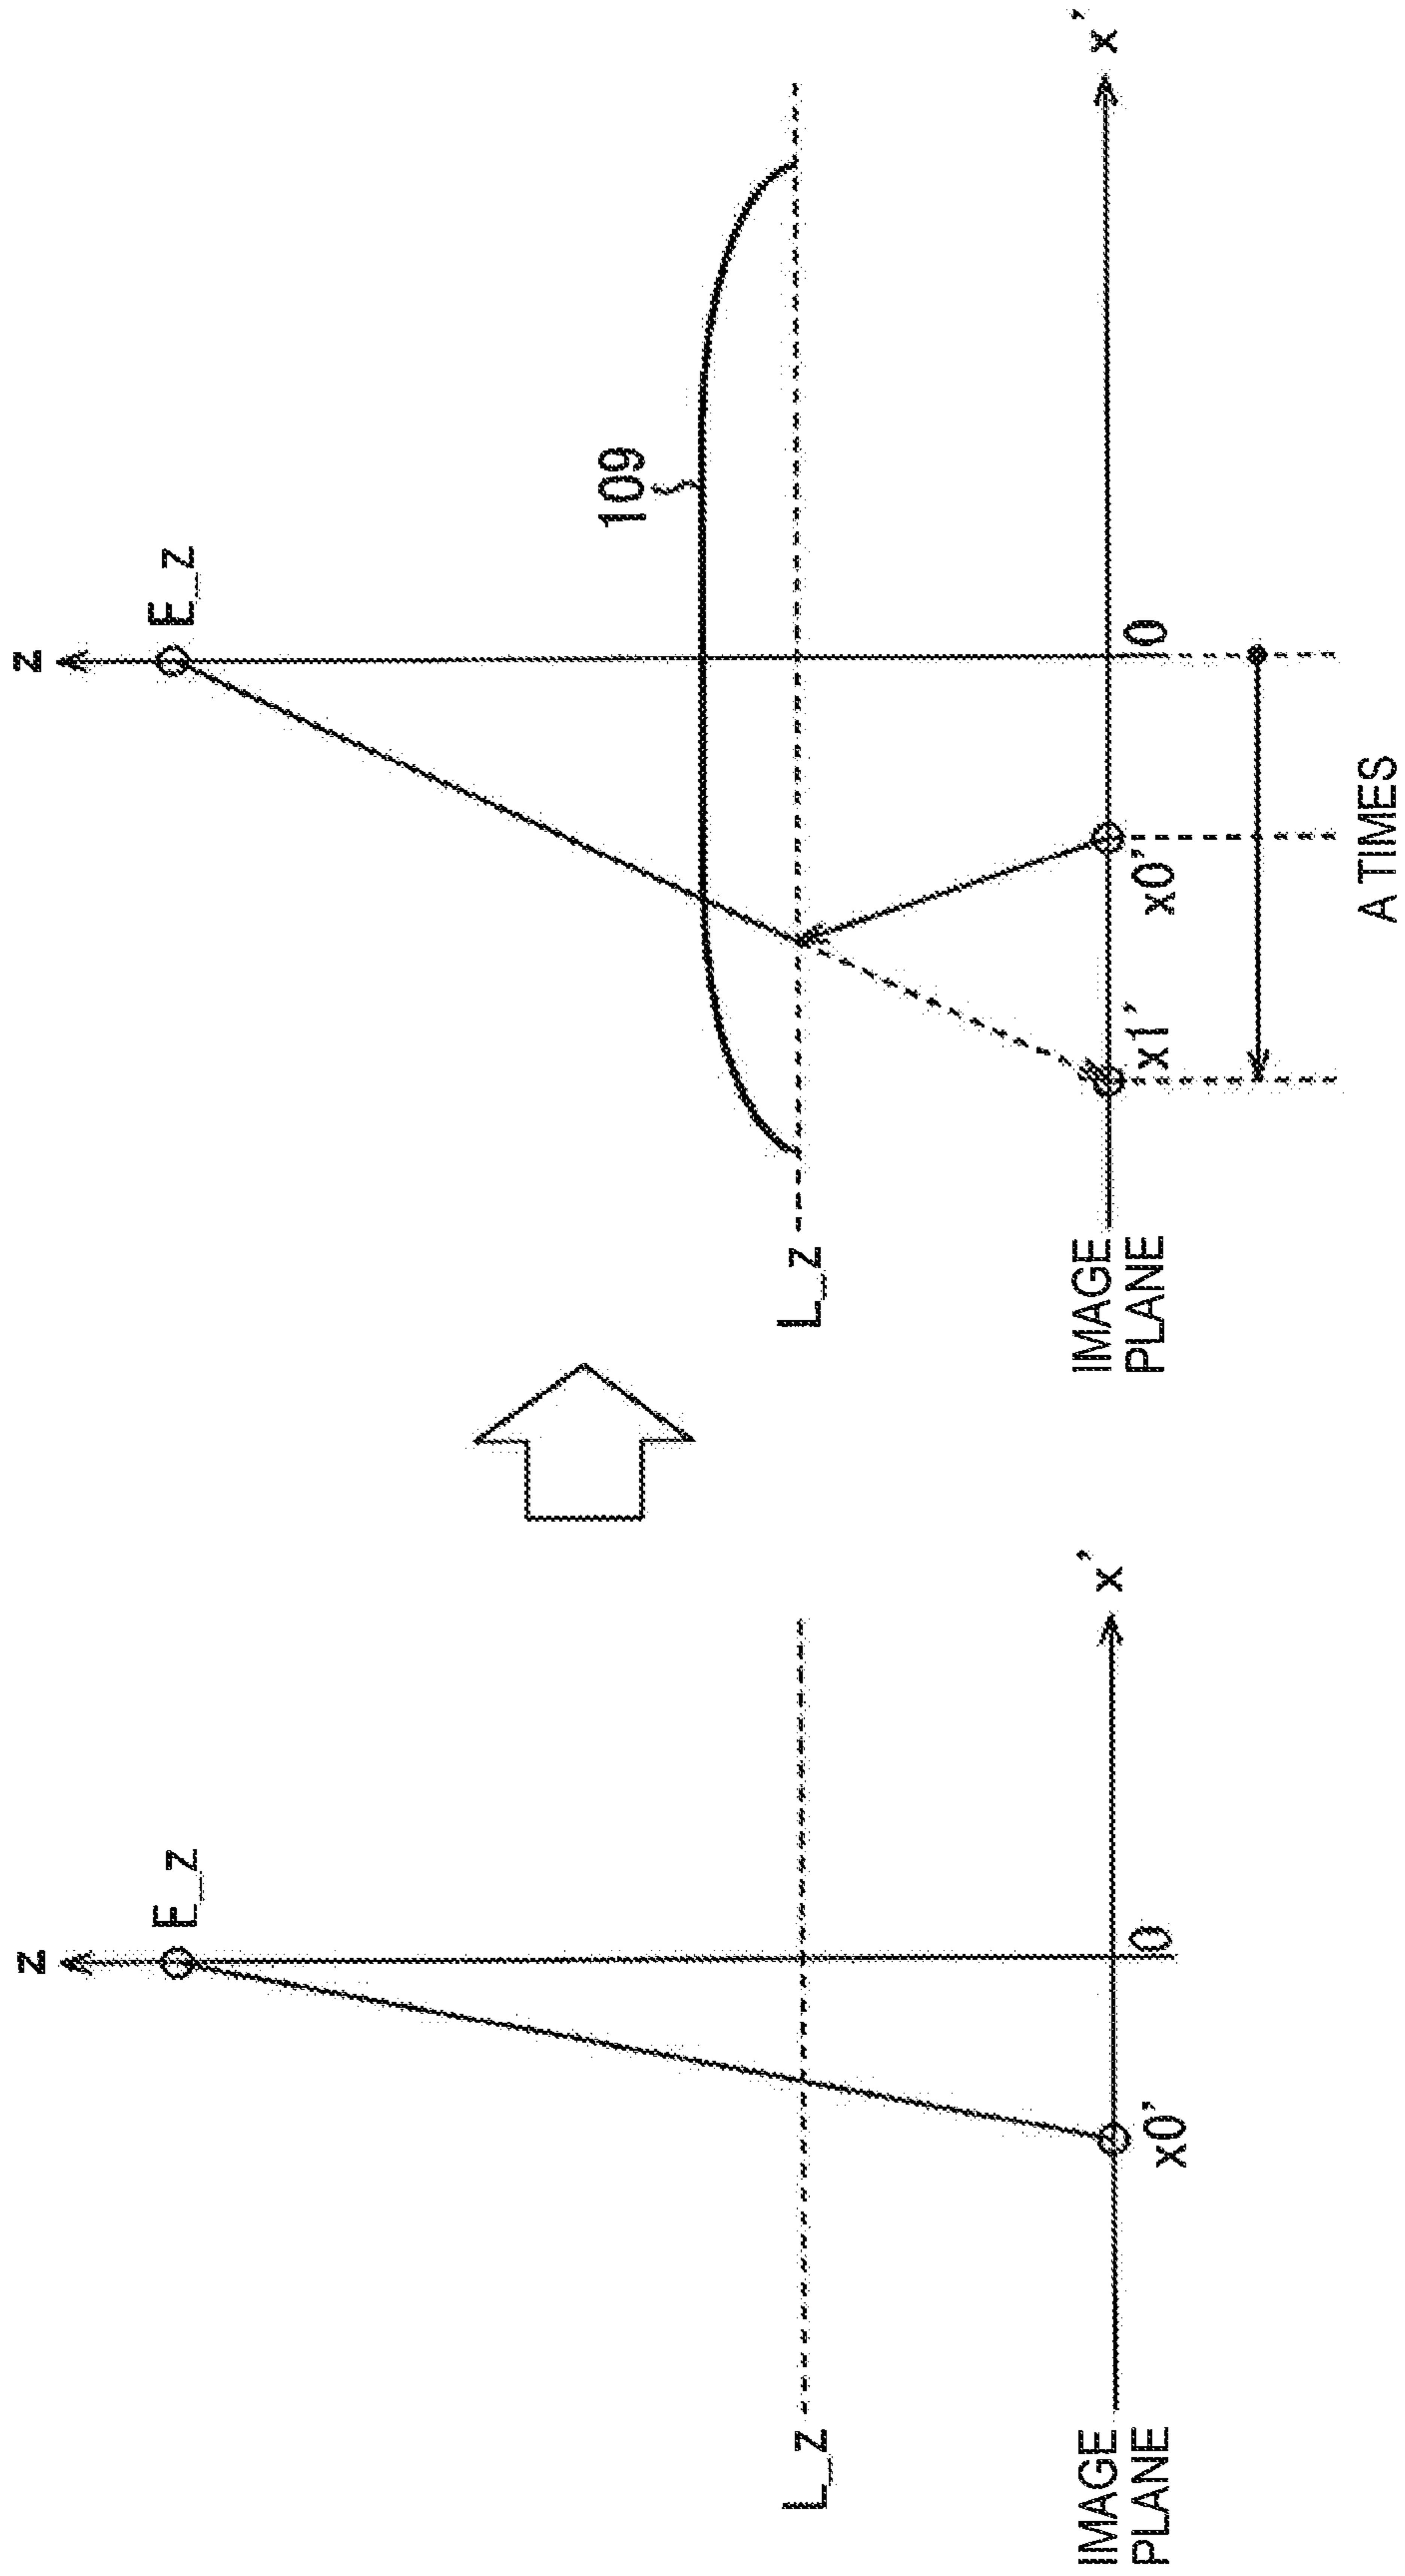 z
E_z
L_z
x'
0
x0'
IMAGE
PLANE
z
E_z
109
L_z
x'
0
x0'
x1'
IMAGE
PLANE
A TIMES